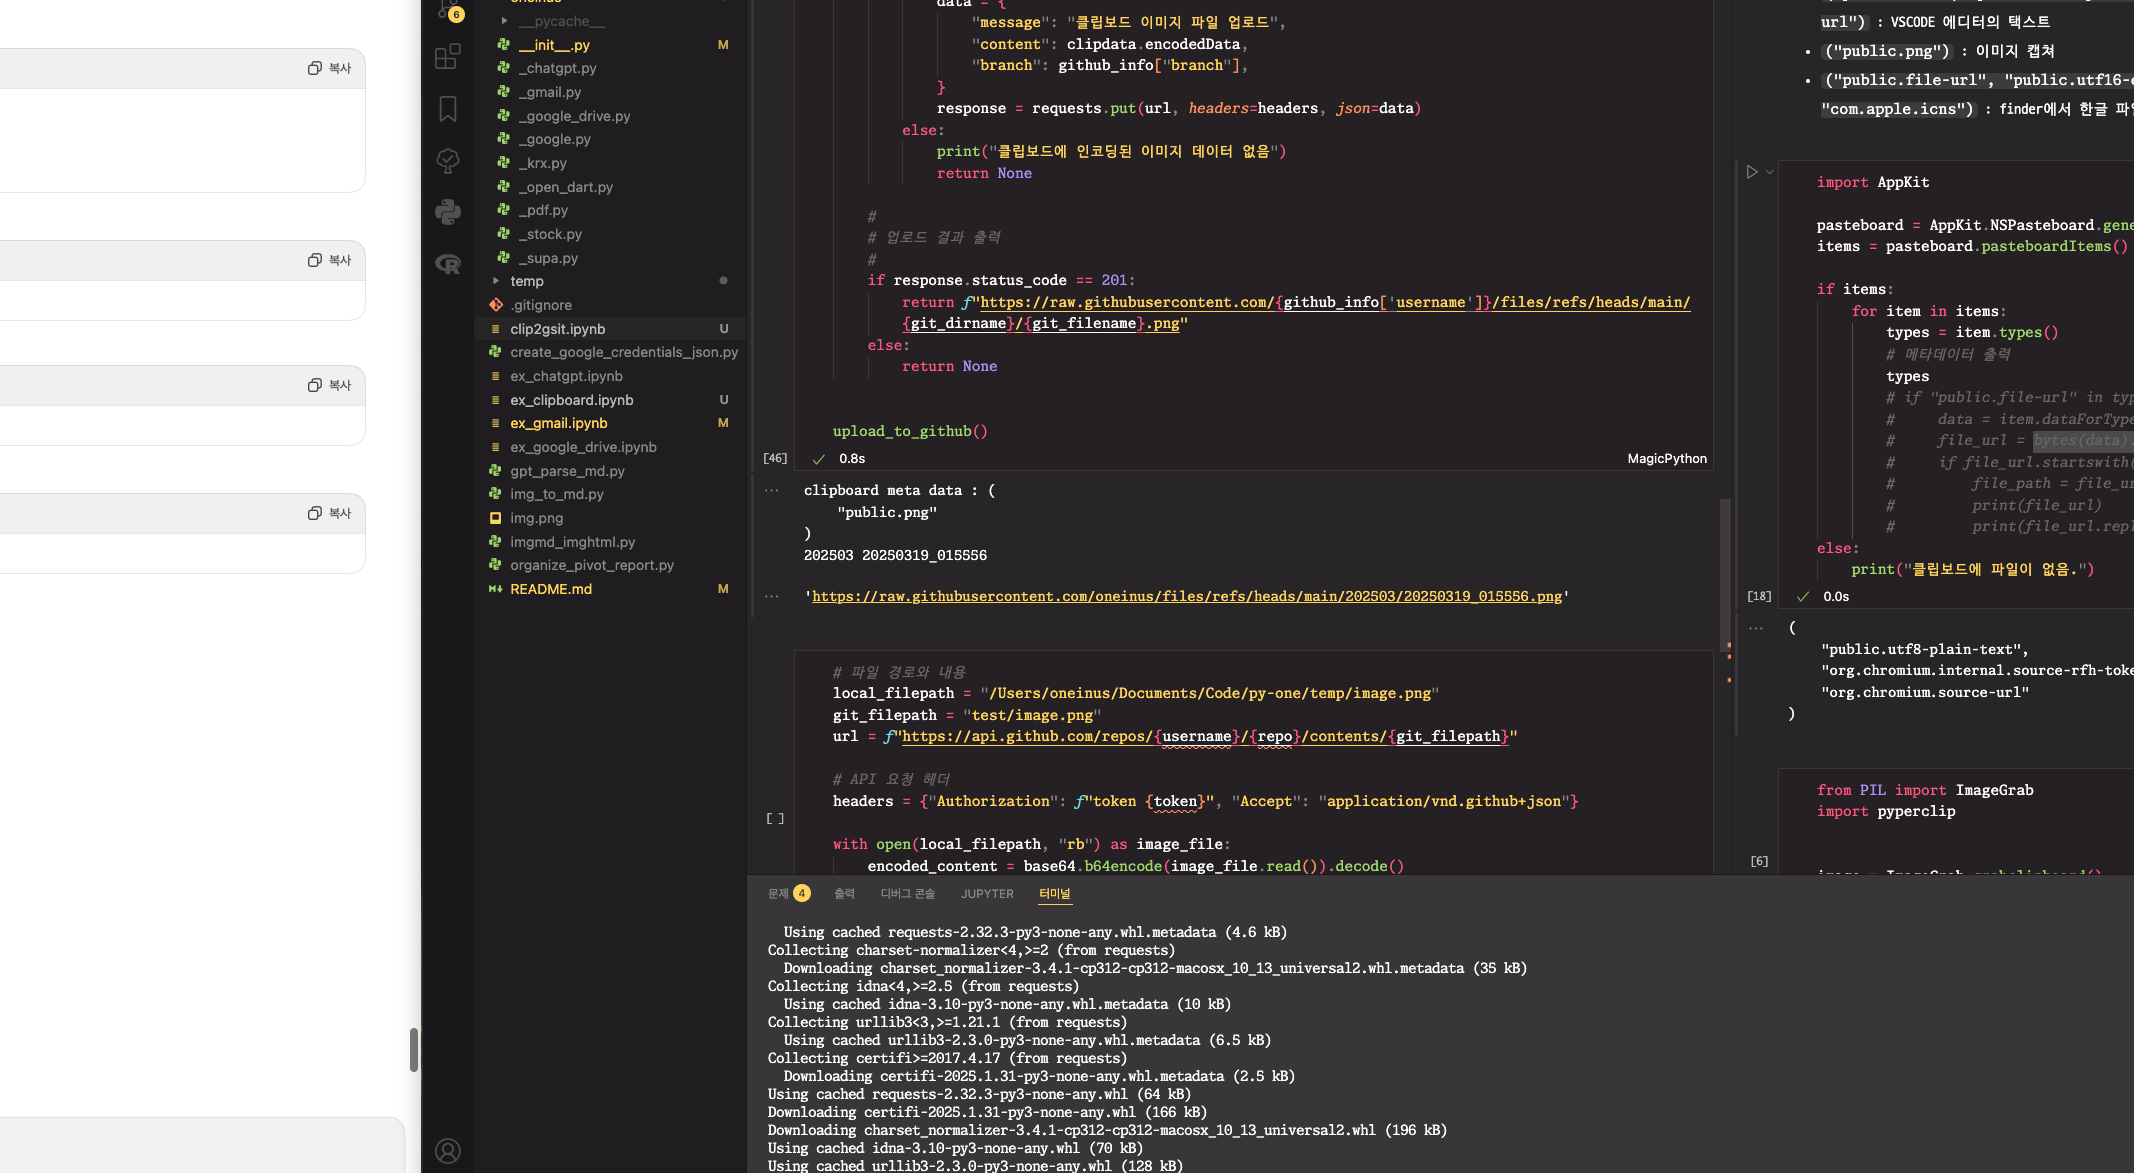 복사
복사
복사
복사
6
__pycache__
__init__.py M
_chatgpt.py
_gmail.py
_google_drive.py
_google.py
_krx.py
_open_dart.py
_pdf.py
_stock.py
_supa.py
temp
.gitignore
clip2gsit.ipynb U
create_google_credentials_json.py
ex_chatgpt.ipynb
ex_clipboard.ipynb U
ex_gmail.ipynb M
ex_google_drive.ipynb
gpt_parse_md.py
img_to_md.py
img.png
imgmd_imghtml.py
organize_pivot_report.py
README.md M
data = {
"message": "클립보드 이미지 파일 업로드",
"content": clipdata.encodedData,
"branch": github_info["branch"],
}
response = requests.put(url, headers=headers, json=data)
else:
print("클립보드에 인코딩된 이미지 데이터 없음")
return None
#
# 업로드 결과 출력
#
if response.status_code == 201:
return f"https://raw.githubusercontent.com/{github_info['username']}/files/refs/heads/main/
{git_dirname}/{git_filename}.png"
else:
return None
upload_to_github()
[46] 0.8s MagicPython
clipboard meta data : (
"public.png"
)
202503 20250319_015556
'https://raw.githubusercontent.com/oneinus/files/refs/heads/main/202503/20250319_015556.png'
# 파일 경로와 내용
local_filepath = "/Users/oneinus/Documents/Code/py-one/temp/image.png"
git_filepath = "test/image.png"
url = f"https://api.github.com/repos/{username}/{repo}/contents/{git_filepath}"
# API 요청 헤더
headers = {"Authorization": f"token {token}", "Accept": "application/vnd.github+json"}
[ ]
with open(local_filepath, "rb") as image_file:
encoded_content = base64.b64encode(image_file.read()).decode()
url") : VSCODE 에디터의 택스트
• ("public.png") : 이미지 캡쳐
• ("public.file-url", "public.utf16-e
"com.apple.icns") : finder에서 한글 파일
import AppKit
pasteboard = AppKit.NSPasteboard.gene
items = pasteboard.pasteboardItems()
if items:
for item in items:
types = item.types()
# 메타데이터 출력
types
# if "public.file-url" in typ
# data = item.dataForType
# file_url = bytes(data).
# if file_url.startswith(
# file_path = file_ur
# print(file_url)
# print(file_url.repl
else:
print("클립보드에 파일이 없음.")
[18] 0.0s
(
"public.utf8-plain-text",
"org.chromium.internal.source-rfh-toke
"org.chromium.source-url"
)
from PIL import ImageGrab
import pyperclip
[6]
image = ImageGrab.grabclipboard()
문제 4 출력 디버그 콘솔 JUPYTER 터미널
Using cached requests-2.32.3-py3-none-any.whl.metadata (4.6 kB)
Collecting charset-normalizer<4,>=2 (from requests)
Downloading charset_normalizer-3.4.1-cp312-cp312-macosx_10_13_universal2.whl.metadata (35 kB)
Collecting idna<4,>=2.5 (from requests)
Using cached idna-3.10-py3-none-any.whl.metadata (10 kB)
Collecting urllib3<3,>=1.21.1 (from requests)
Using cached urllib3-2.3.0-py3-none-any.whl.metadata (6.5 kB)
Collecting certifi>=2017.4.17 (from requests)
Downloading certifi-2025.1.31-py3-none-any.whl.metadata (2.5 kB)
Using cached requests-2.32.3-py3-none-any.whl (64 kB)
Downloading certifi-2025.1.31-py3-none-any.whl (166 kB)
Downloading charset_normalizer-3.4.1-cp312-cp312-macosx_10_13_universal2.whl (196 kB)
Using cached idna-3.10-py3-none-any.whl (70 kB)
Using cached urllib3-2.3.0-py3-none-any.whl (128 kB)